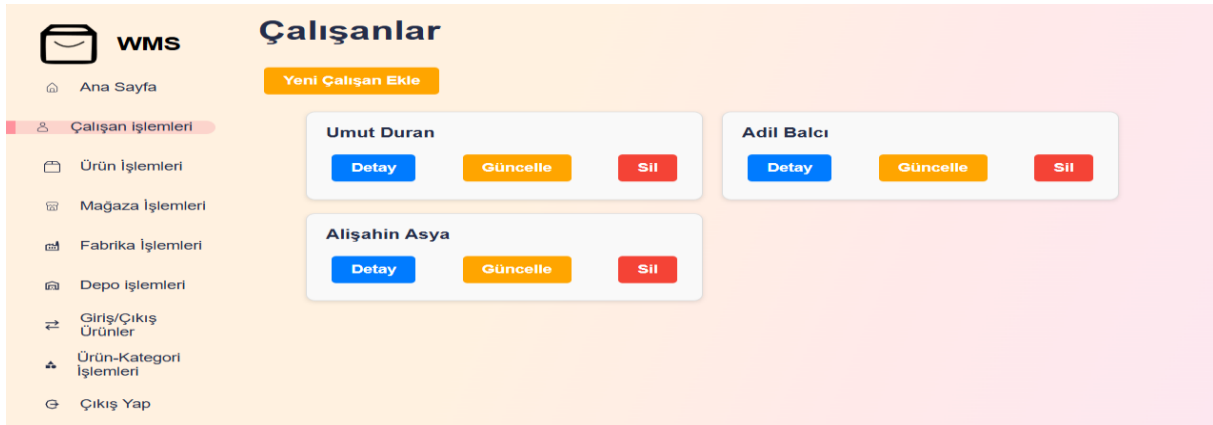 WMS
Ana Sayfa
Çalışan işlemleri
Ürün İşlemleri
Mağaza İşlemleri
Fabrika İşlemleri
Depo işlemleri
Giriş/Çıkış
Ürünler
Ürün-Kategori
İşlemleri
Çıkış Yap
Çalışanlar
Yeni Çalışan Ekle
Umut Duran
Detay Güncelle Sil
Adil Balcı
Detay Güncelle Sil
Alişahin Asya
Detay Güncelle Sil